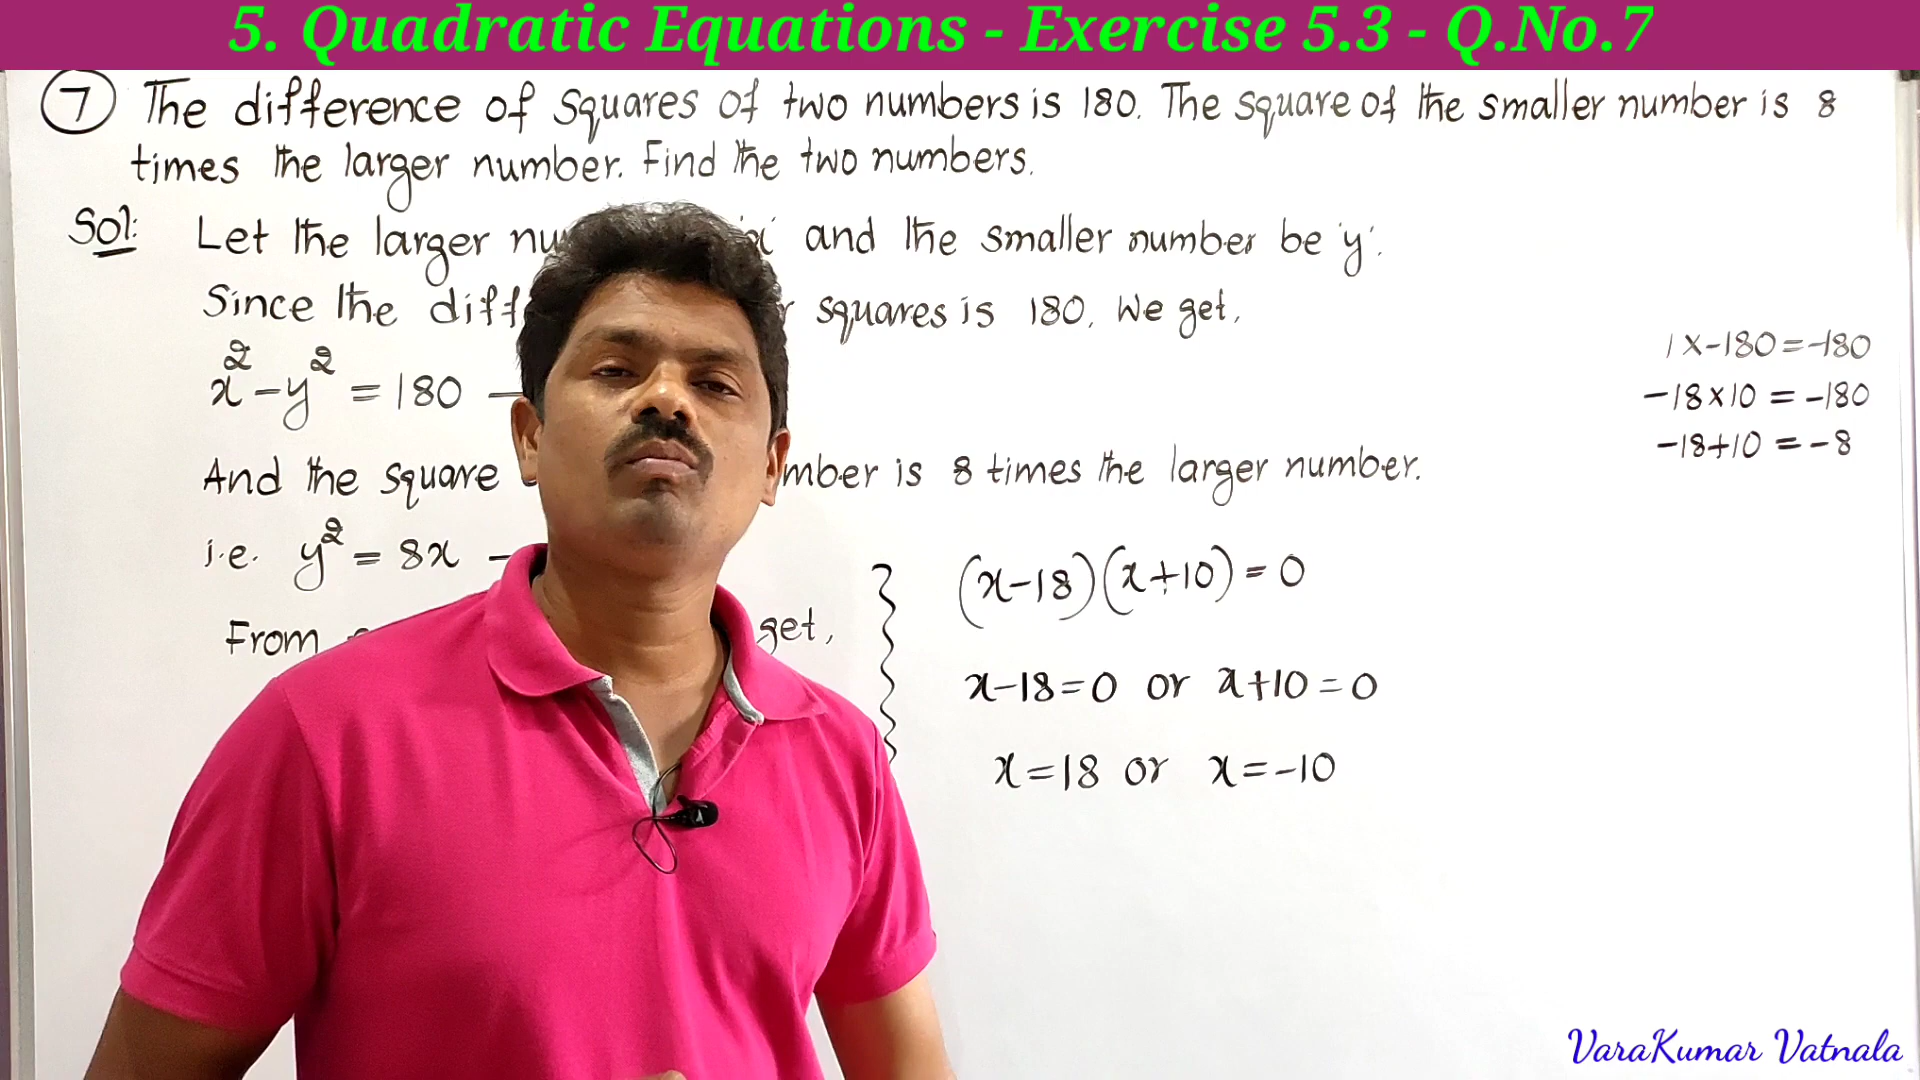 5. Quadratic Equations - Exercise 5.3 - Q.No.7
7 The difference of squares of two numbers is 180. The square of the smaller number is 8
times the larger number. Find the two numbers.
Sol: Let the larger 'x' and the smaller number be 'y'.
Since the squares is 180, we get,
x² - y² = 180 -
And the square is 8 times the larger number.
i.e. y² = 8x -
From get,
1 x -180 = -180
-18 x 10 = -180
-18+10 = -8
(x-18)(x+10) = 0
x-18=0 or x+10=0
x=18 or x=-10
VaraKumar Vatnala